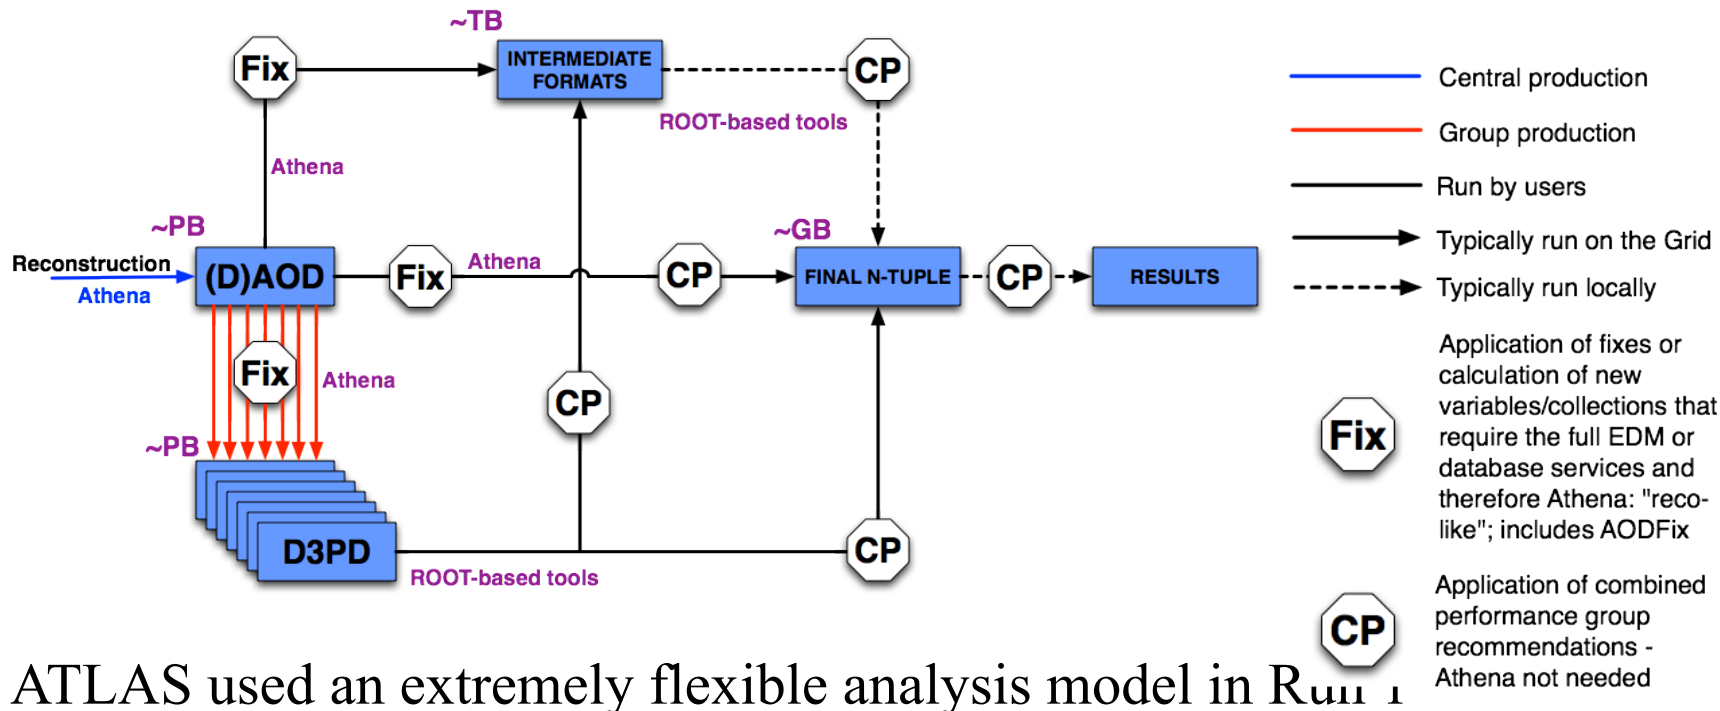 ~TB
Fix
INTERMEDIATE
FORMATS
CP
ROOT-based tools
Athena
~PB
~GB
Reconstruction
Athena
(D)AOD
Fix
Athena
CP
FINAL N-TUPLE
CP
RESULTS
Fix
Athena
CP
~PB
D3PD
ROOT-based tools
CP
Central production
Group production
Run by users
Typically run on the Grid
Typically run locally
Fix
Application of fixes or
calculation of new
variables/collections that
require the full EDM or
database services and
therefore Athena: "reco-
like"; includes AODFix
CP
Application of combined
performance group
recommendations -
Athena not needed
ATLAS used an extremely flexible analysis model in Run 1